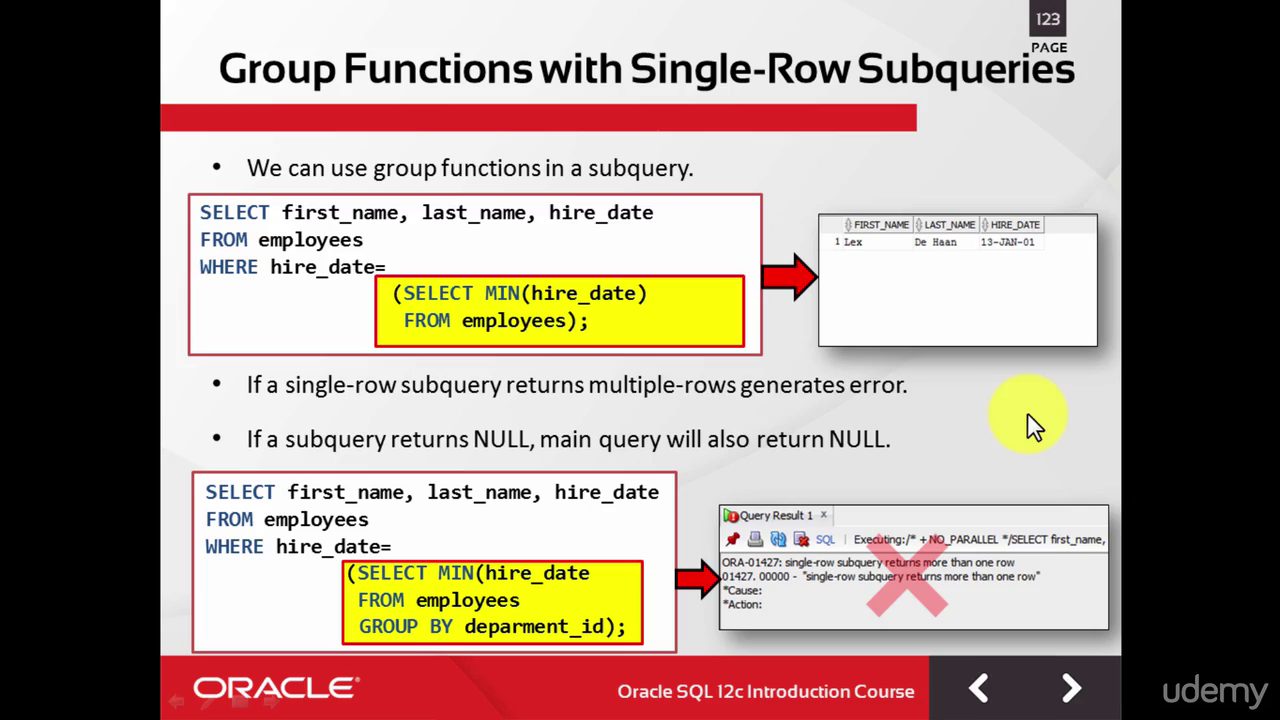 123
PAGE
Group Functions with Single-Row Subqueries
• We can use group functions in a subquery.
SELECT first_name, last_name, hire_date
FROM employees
WHERE hire_date=
(SELECT MIN(hire_date)
FROM employees);
FIRST_NAME LAST_NAME HIRE_DATE
1 Lex De Haan 13-JAN-01
• If a single-row subquery returns multiple-rows generates error.
• If a subquery returns NULL, main query will also return NULL.
SELECT first_name, last_name, hire_date
FROM employees
WHERE hire_date=
(SELECT MIN(hire_date
FROM employees
GROUP BY deparment_id);
Query Result 1 x
SQL | Executing:/* + NO_PARALLEL */SELECT first_name,
ORA-01427: single-row subquery returns more than one row
01427. 00000 - "single-row subquery returns more than one row"
*Cause:
*Action:
ORACLE®
Oracle SQL 12c Introduction Course
udemy